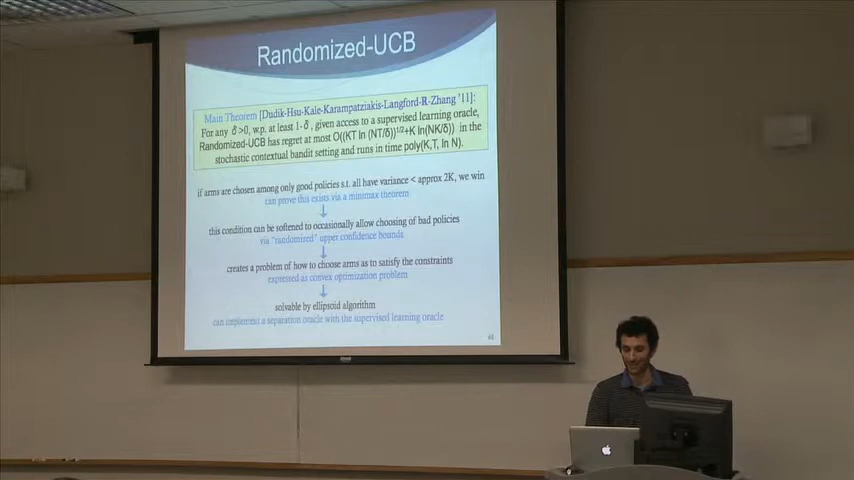 Randomized-UCB
Main Theorem [Dudik-Hsu-Kale-Karampatziakis-Langford-R-Zhang '11]:
For any δ>0, w.p. at least 1-δ, given access to a supervised learning oracle,
Randomized-UCB has regret at most O((KT ln (NT/δ))^1/2+K ln(NK/δ)) in the
stochastic contextual bandit setting and runs in time poly(K,T, ln N).
if arms are chosen among only good policies s.t. all have variance < approx 2K, we win
can prove this exists via a minimax theorem
this condition can be softened to occasionally allow choosing of bad policies
via "randomized" upper confidence bounds
creates a problem of how to choose arms as to satisfy the constraints
expressed as convex optimization problem
solvable by ellipsoid algorithm
can implement a separation oracle with the supervised learning oracle